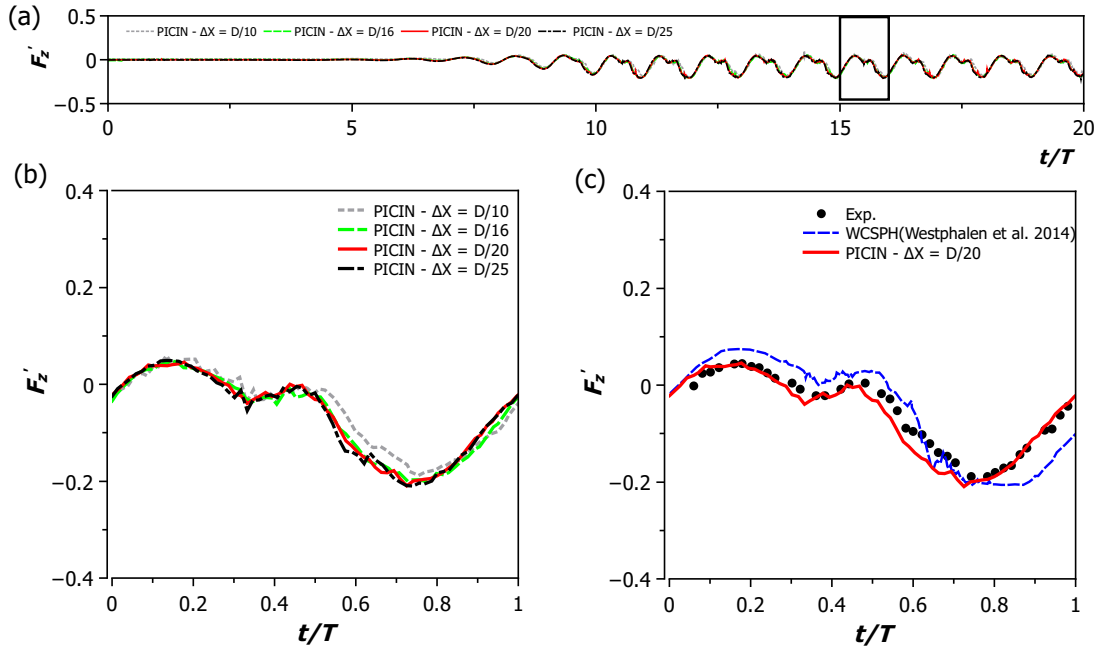 (a)
0.5
0
−0.5
F_z'
PICIN - ΔX = D/10 PICIN - ΔX = D/16 PICIN - ΔX = D/20 PICIN - ΔX = D/25
0 5 10 15 20
t/T
(b)
0.4
0.2
0
−0.2
−0.4
F_z'
PICIN - ΔX = D/10
PICIN - ΔX = D/16
PICIN - ΔX = D/20
PICIN - ΔX = D/25
0 0.2 0.4 0.6 0.8 1
t/T
(c)
0.4
0.2
0
−0.2
−0.4
F_z'
Exp.
WCSPH(Westphalen et al. 2014)
PICIN - ΔX = D/20
0 0.2 0.4 0.6 0.8 1
t/T